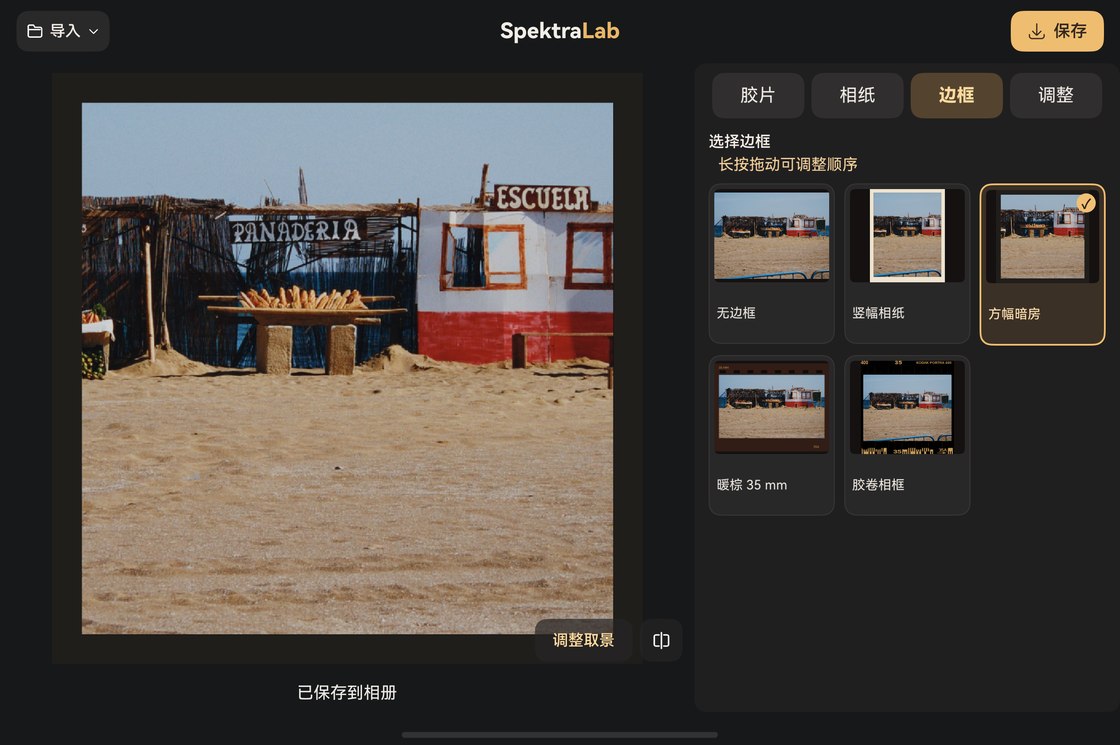 导入
SpektraLab
保存
胶片
相纸
边框
调整
选择边框
长按拖动可调整顺序
ESCUELA
PANADERIA
无边框
竖幅相纸
方幅暗房
暖棕 35 mm
胶卷相框
调整取景
已保存到相册